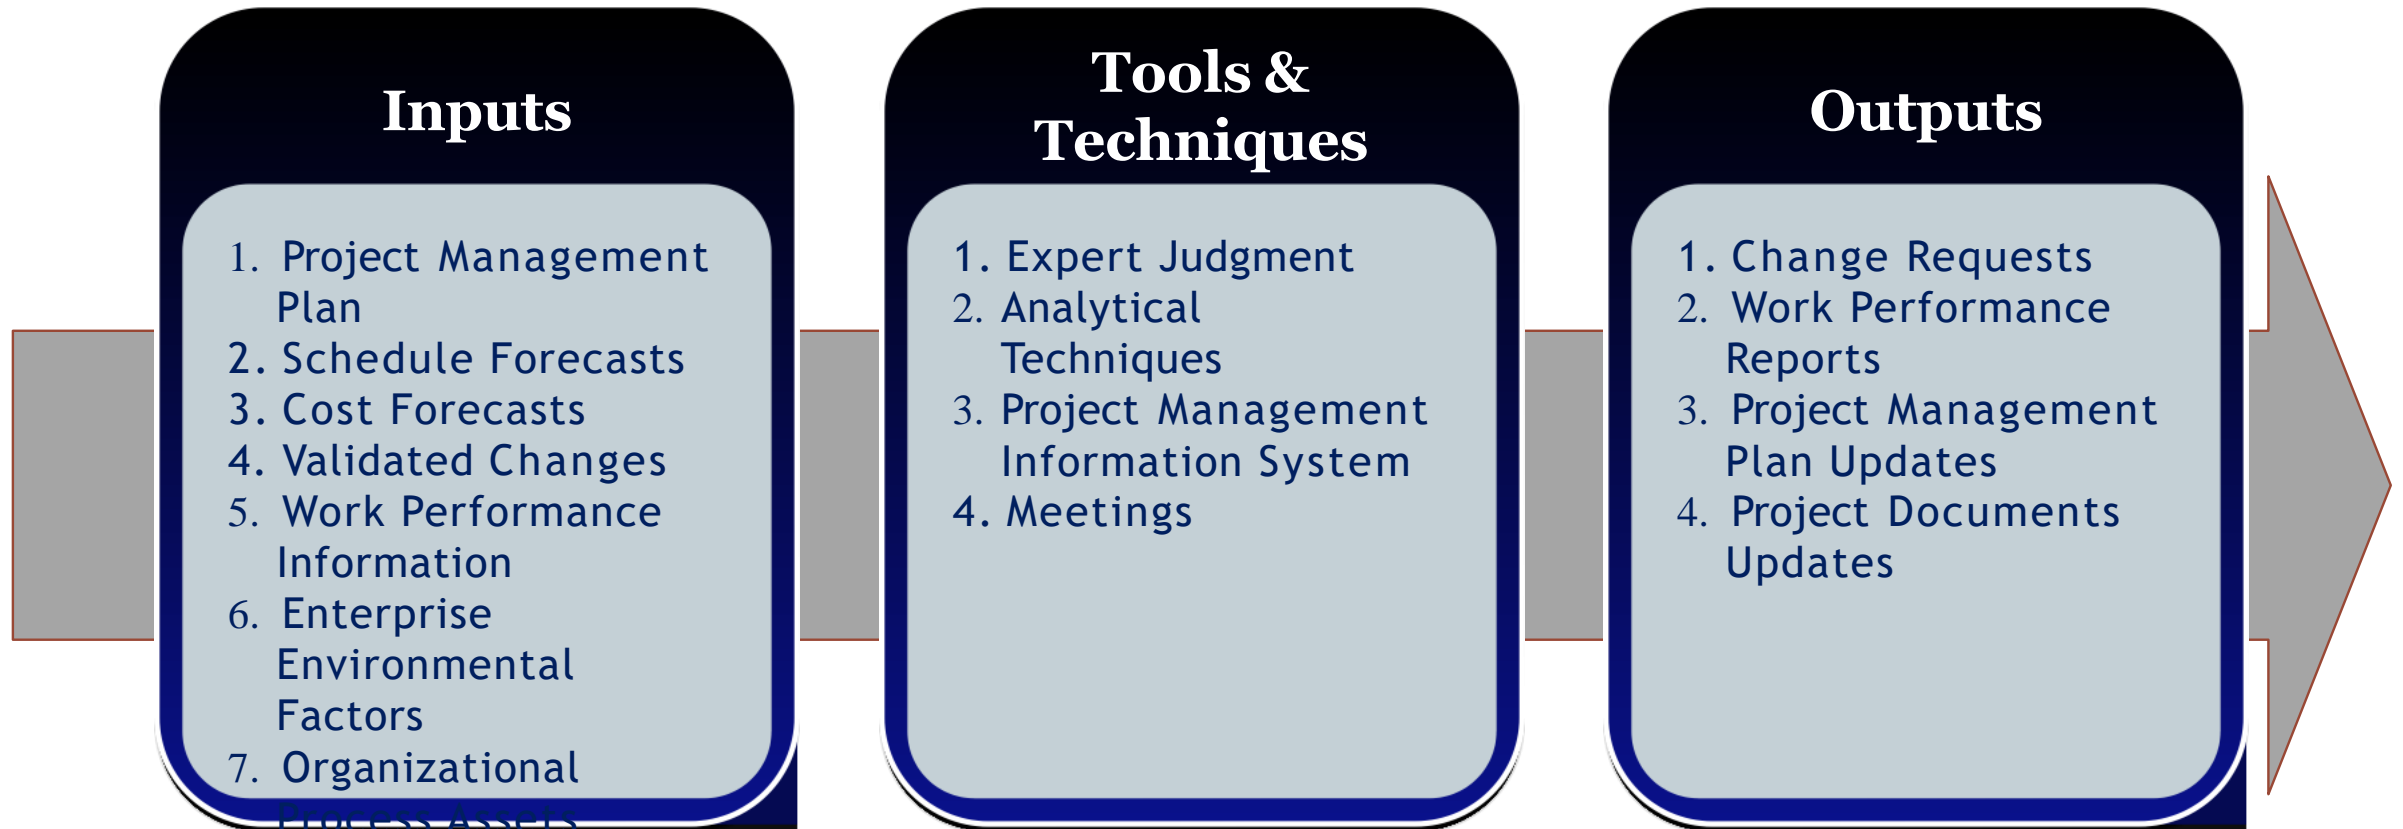 Inputs
1. Project Management
Plan
2. Schedule Forecasts
3. Cost Forecasts
4. Validated Changes
5. Work Performance
Information
6. Enterprise
Environmental
Factors
7. Organizational
Process Assets
Tools &
Techniques
1. Expert Judgment
2. Analytical
Techniques
3. Project Management
Information System
4. Meetings
Outputs
1. Change Requests
2. Work Performance
Reports
3. Project Management
Plan Updates
4. Project Documents
Updates